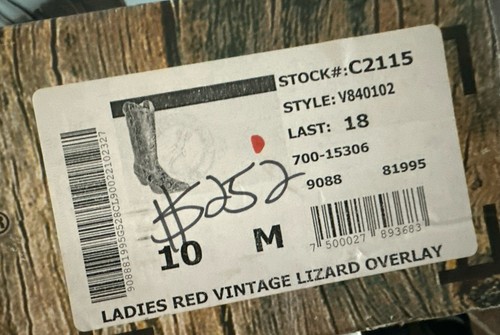 STOCK#:C2115
STYLE: V840102
LAST: 18
700-15306
9088 81995
$252
10 M
7 500027 893683
LADIES RED VINTAGE LIZARD OVERLAY